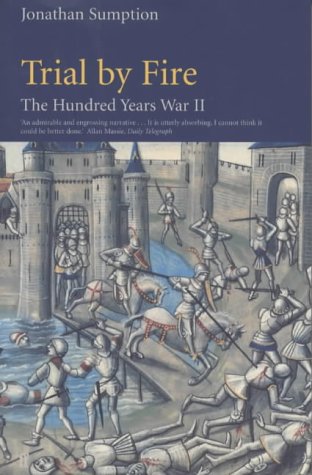 Jonathan Sumption
Trial by Fire
The Hundred Years War II
'An admirable and engrossing narrative . . . It is utterly absorbing. I cannot think it
could be better done.' Allan Massie, Daily Telegraph